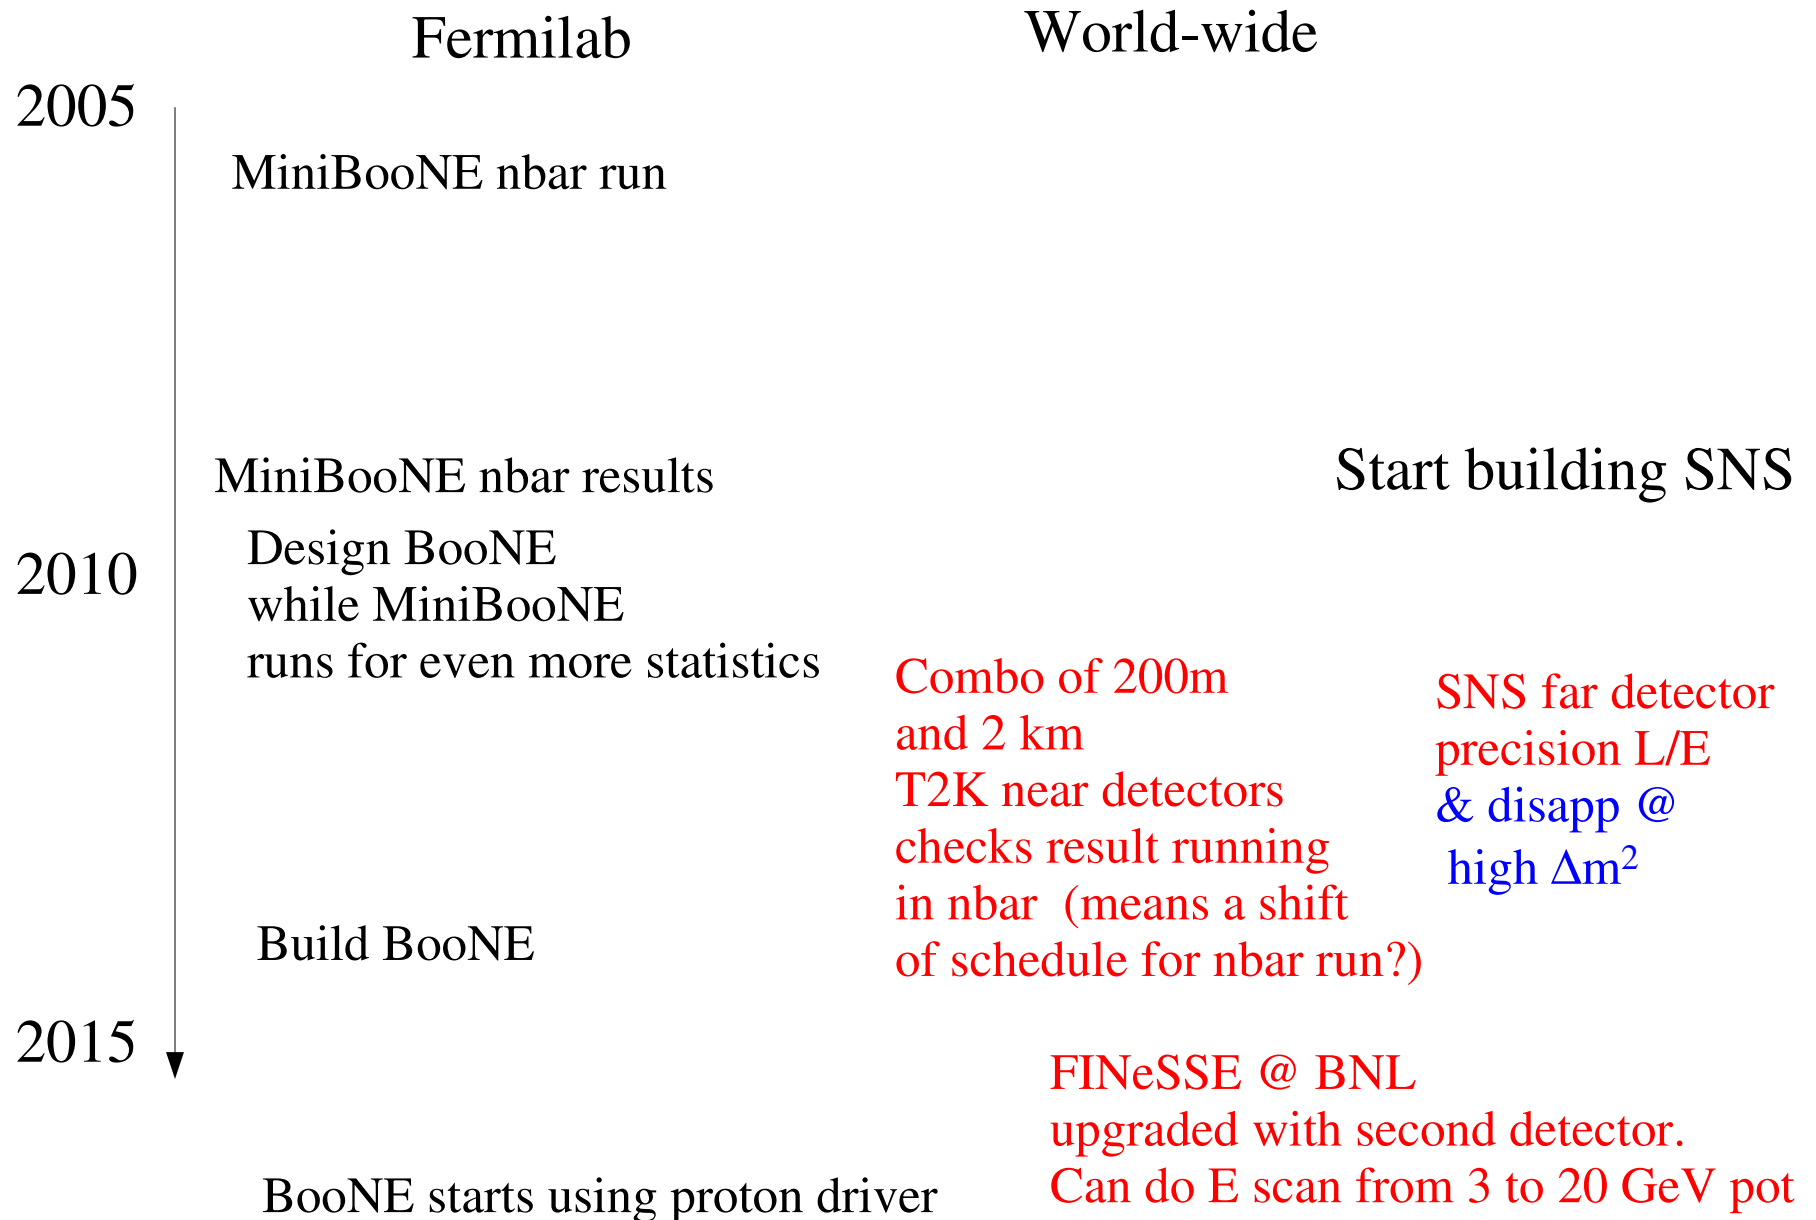 Fermilab
World-wide
2005
MiniBooNE nbar run
MiniBooNE nbar results
Start building SNS
Design BooNE
2010
while MiniBooNE
runs for even more statistics
Combo of 200m
and 2 km
T2K near detectors
checks result running
in nbar (means a shift
of schedule for nbar run?)
SNS far detector
precision L/E
& disapp @
high Δm²
Build BooNE
2015
FINeSSE @ BNL
upgraded with second detector.
Can do E scan from 3 to 20 GeV pot
BooNE starts using proton driver